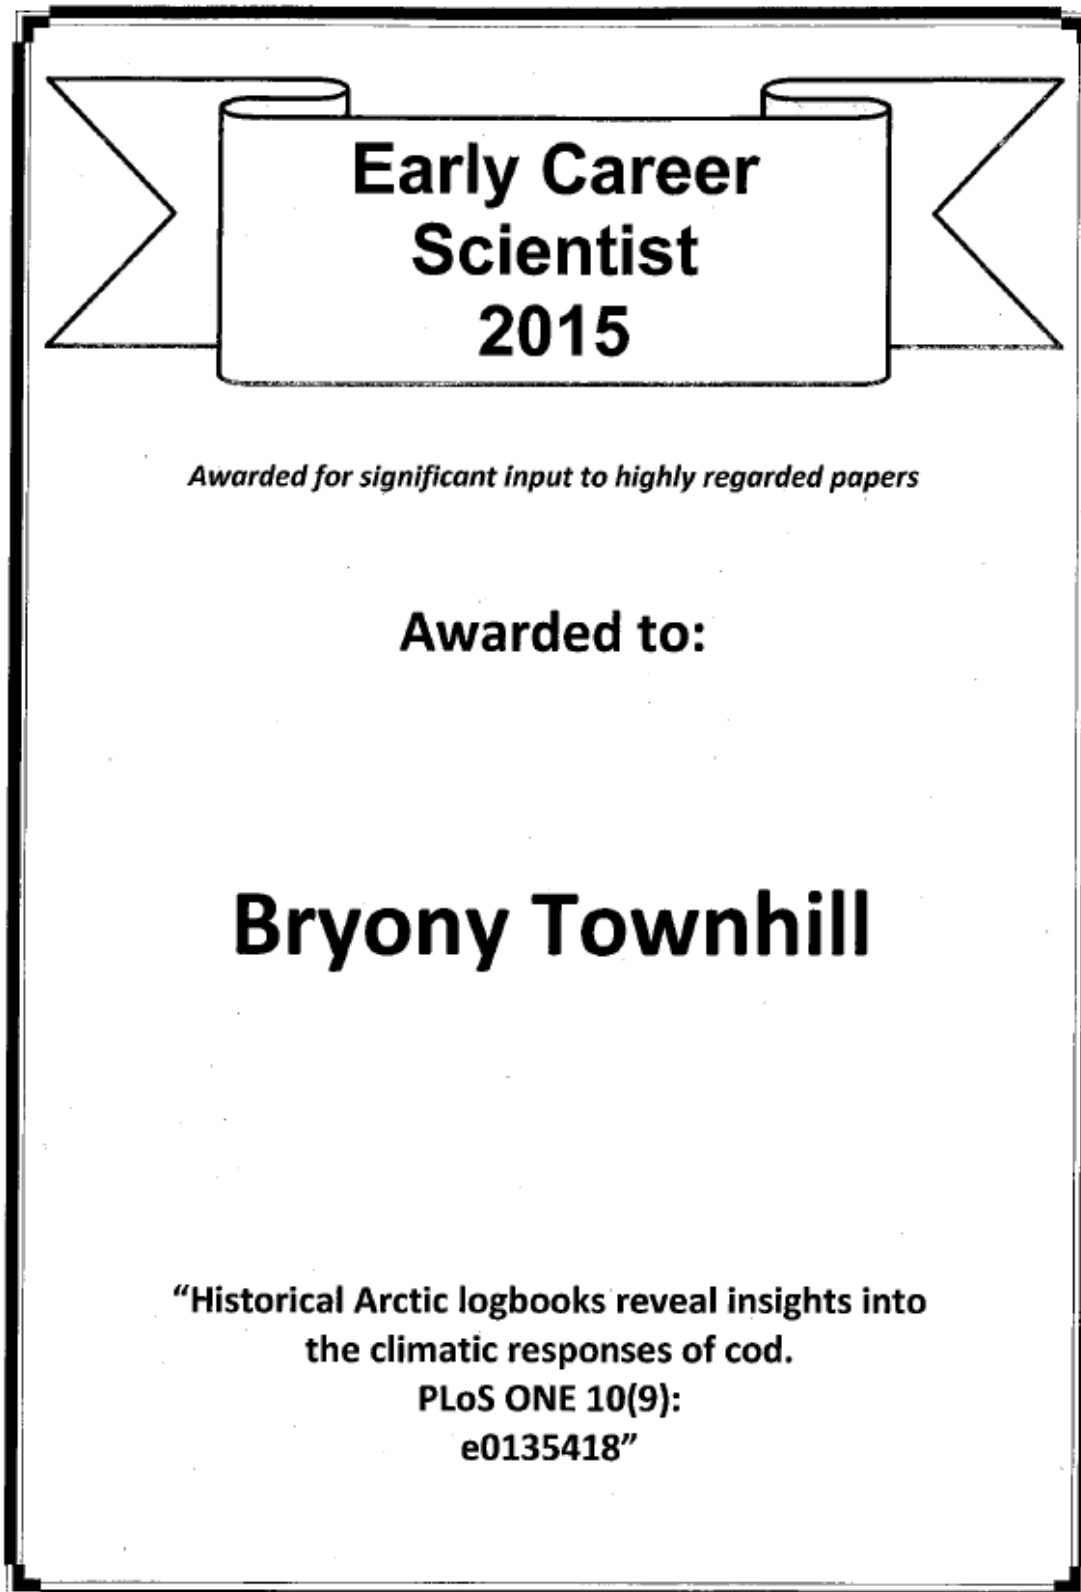 Early Career
Scientist
2015
Awarded for significant input to highly regarded papers
Awarded to:
Bryony Townhill
“Historical Arctic logbooks reveal insights into
the climatic responses of cod.
PLoS ONE 10(9):
e0135418”